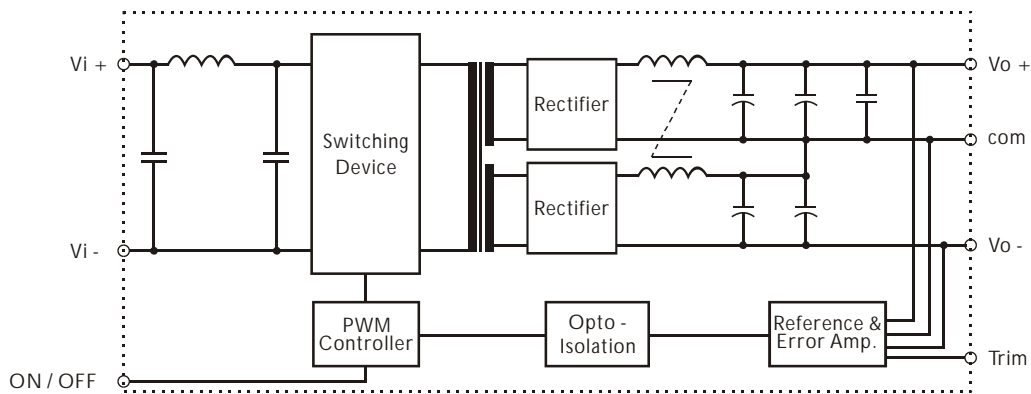 Vi +
Vo +
Rectifier
Switching
Device
com
Rectifier
Vi -
Vo -
PWM
Controller
Opto -
Isolation
Reference &
Error Amp.
Trim
ON / OFF